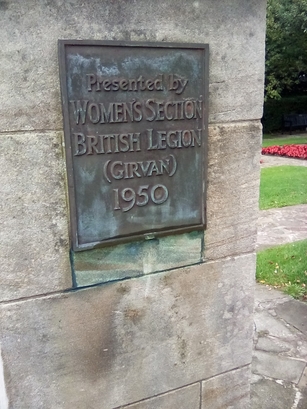 Presented by
WOMEN'S SECTION
BRITISH LEGION
(GIRVAN)
1950